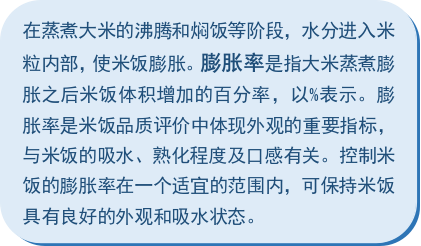 在蒸煮大米的沸腾和焖饭等阶段，水分进入米
粒内部，使米饭膨胀。膨胀率是指大米蒸煮膨
胀之后米饭体积增加的百分率，以%表示。膨
胀率是米饭品质评价中体现外观的重要指标，
与米饭的吸水、熟化程度及口感有关。控制米
饭的膨胀率在一个适宜的范围内，可保持米饭
具有良好的外观和吸水状态。